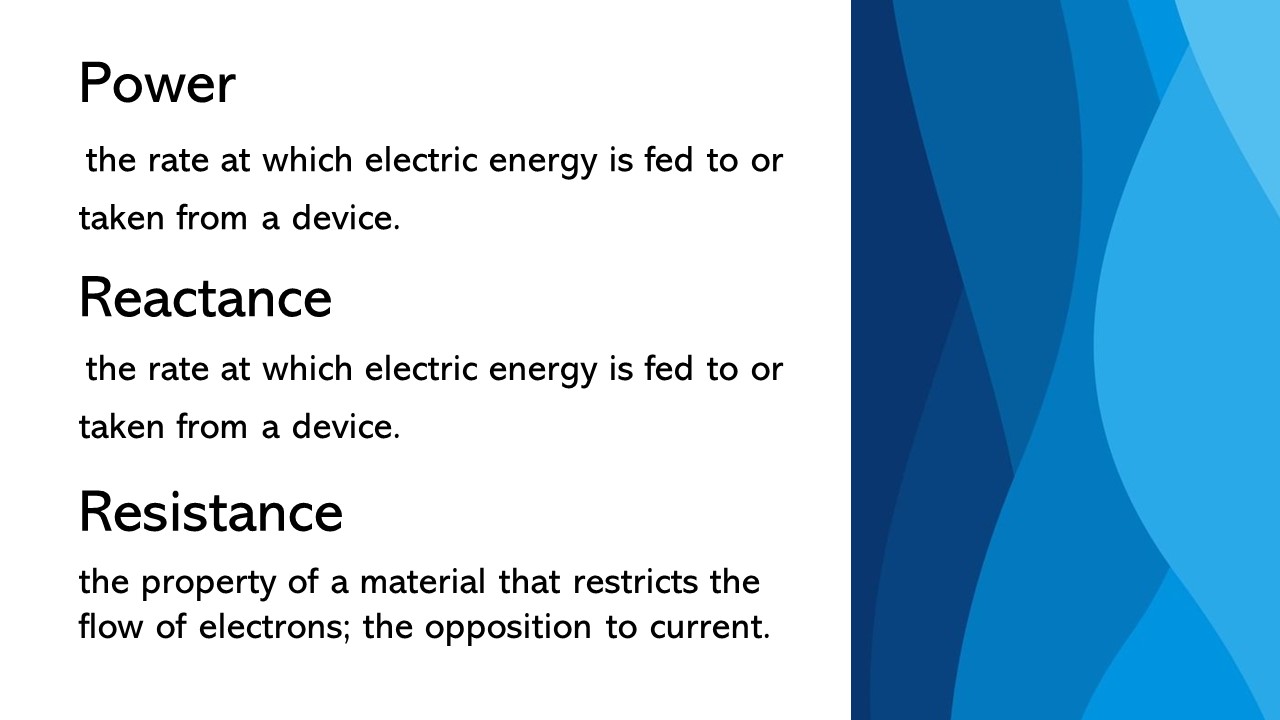 Power
the rate at which electric energy is fed to or
taken from a device.
Reactance
the rate at which electric energy is fed to or
taken from a device.
Resistance
the property of a material that restricts the
flow of electrons; the opposition to current.